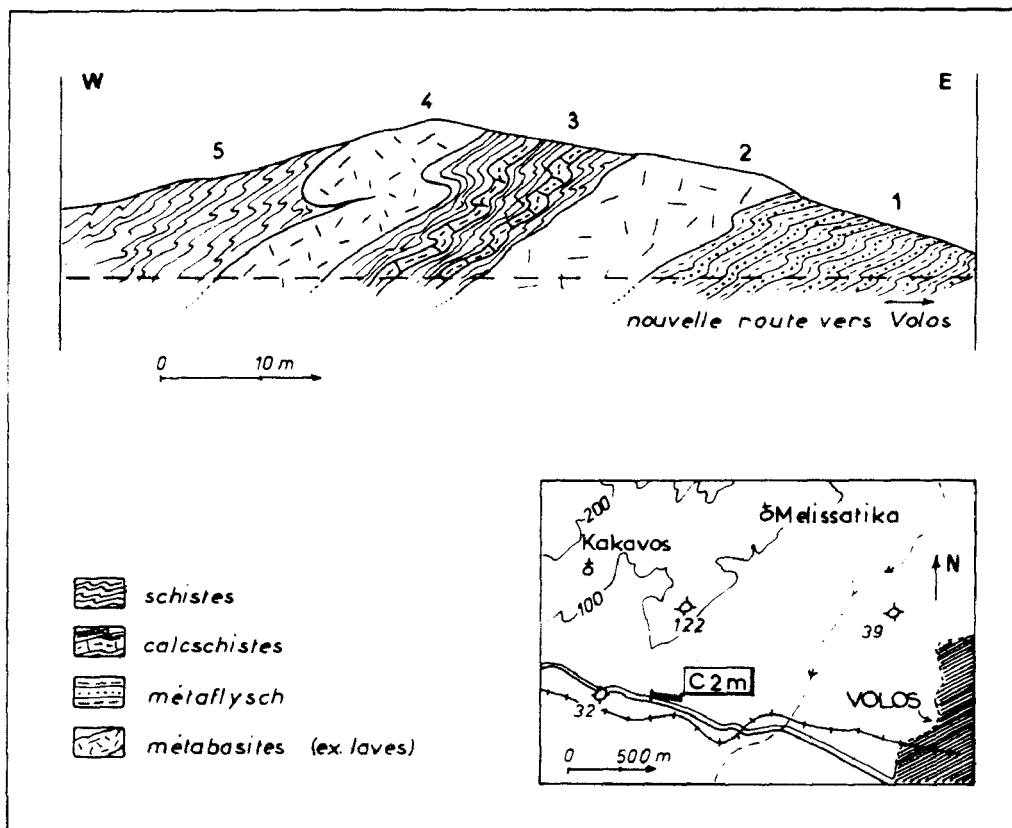 W E
4
3
5
2
1
nouvelle route vers Volos
0 10 m
200
Melissatika
Kakavos
N
100
122
39
schistes
calcschistes
C2m
métaflysch
VOLOS
32
métabasites (ex. laves)
0 500 m